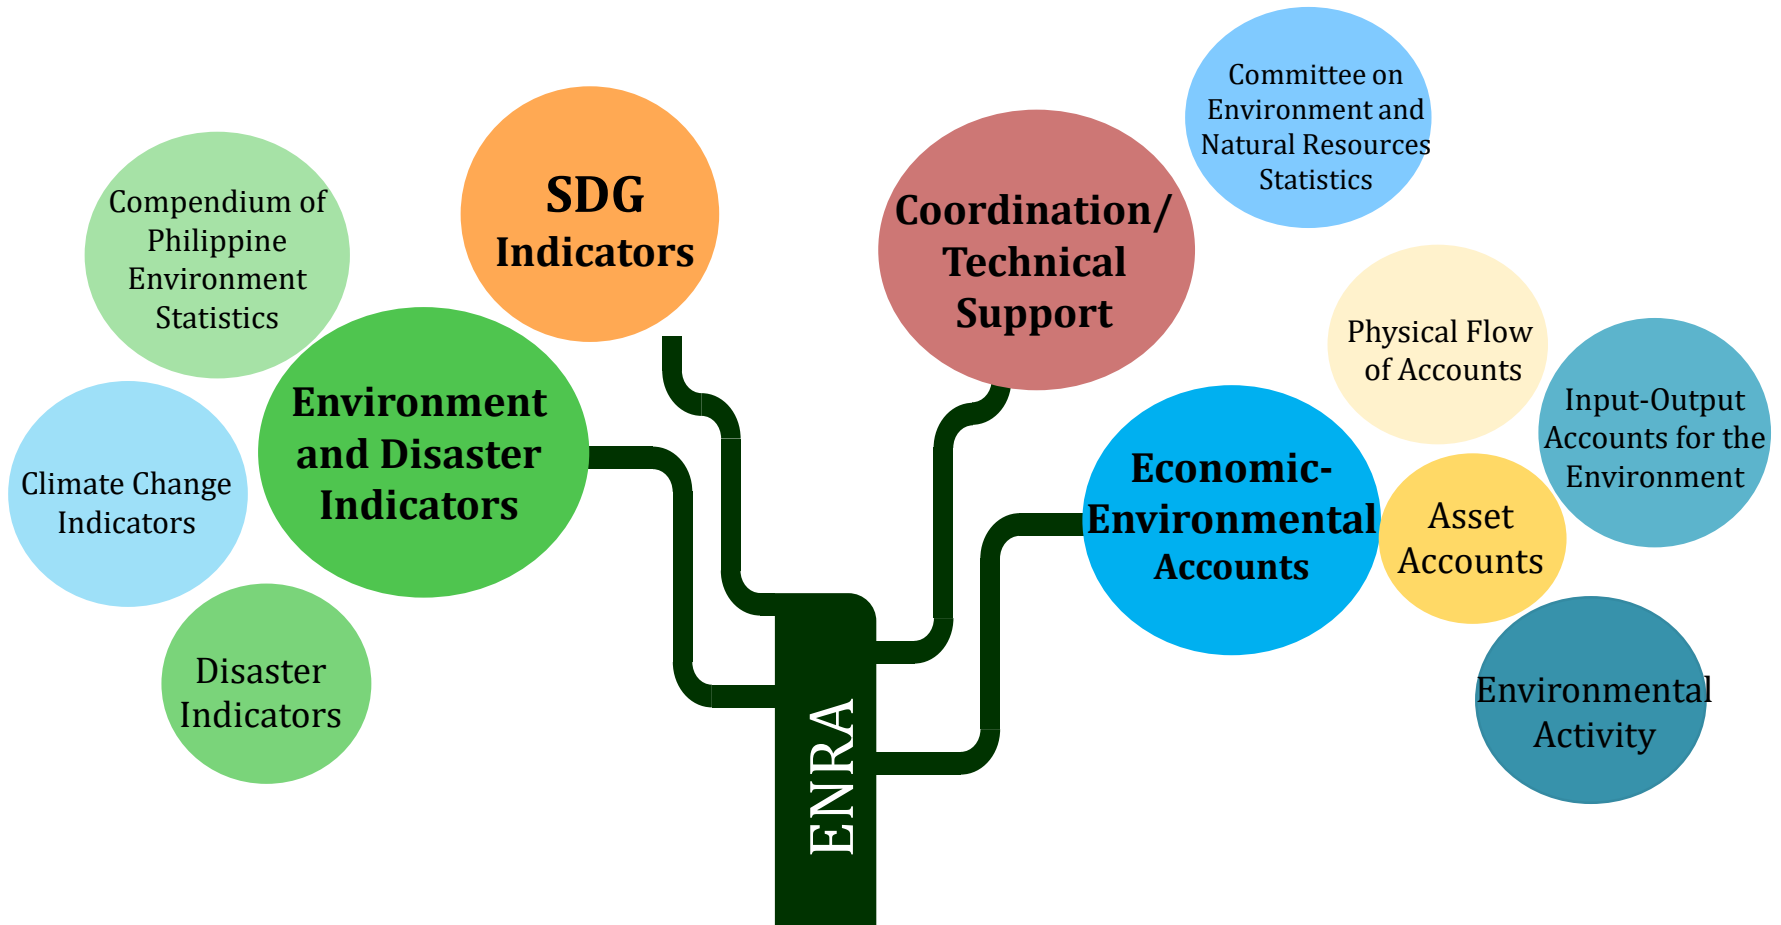 Compendium of
Philippine
Environment
Statistics
SDG
Indicators
Environment
and Disaster
Indicators
Climate Change
Indicators
Disaster
Indicators
ENRA
Coordination/
Technical
Support
Committee on
Environment and
Natural Resources
Statistics
Economic-
Environmental
Accounts
Physical Flow
of Accounts
Input-Output
Accounts for the
Environment
Asset
Accounts
Environmental
Activity